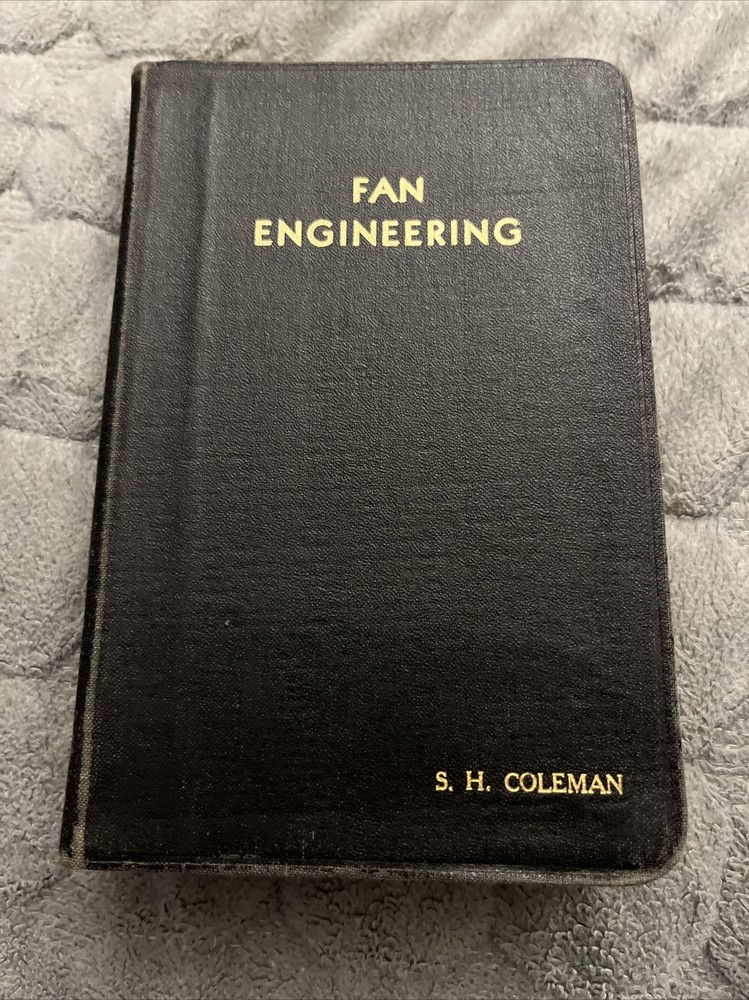 FAN
ENGINEERING
S. H. COLEMAN